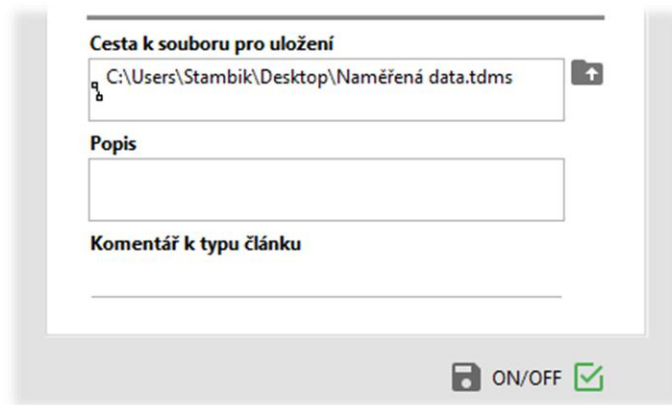 Cesta k souboru pro uložení
C:\Users\Stambik\Desktop\Naměřená data.tdms
Popis
Komentář k typu článku
ON/OFF